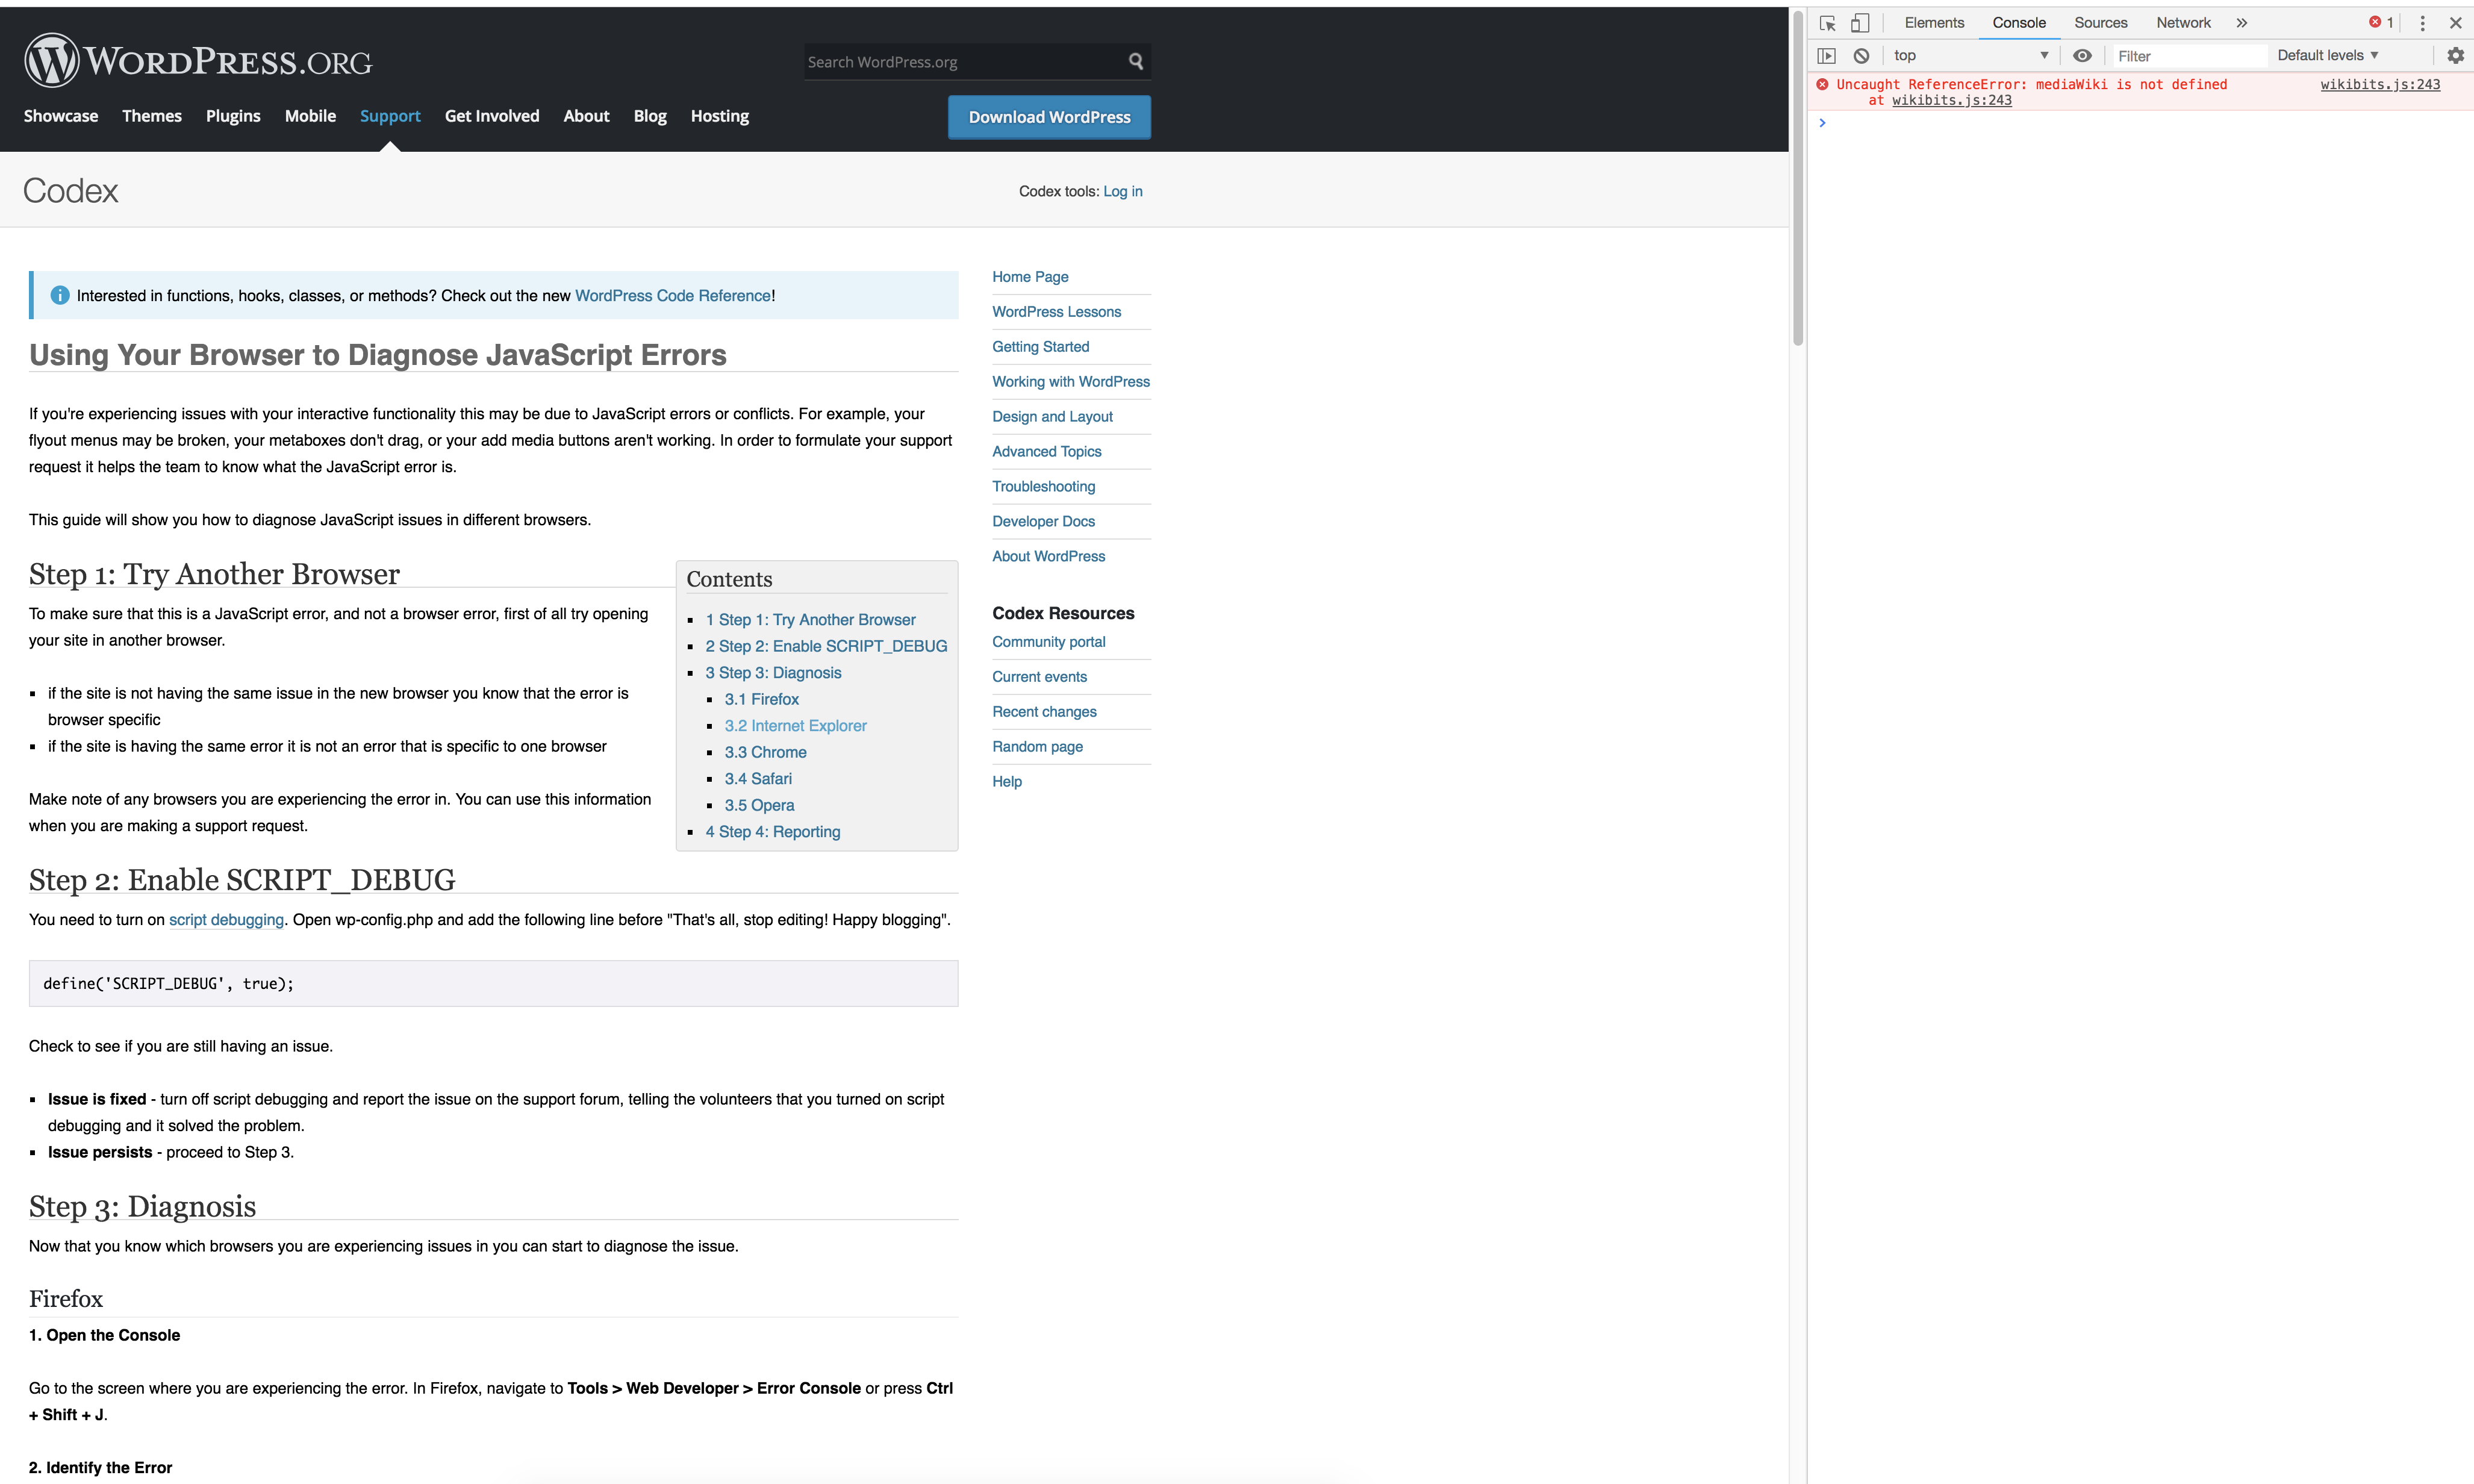 WORDPRESS.ORG
Search WordPress.org
Showcase Themes Plugins Mobile Support Get Involved About Blog Hosting
Download WordPress
Codex
Codex tools: Log in
Interested in functions, hooks, classes, or methods? Check out the new WordPress Code Reference!
Using Your Browser to Diagnose JavaScript Errors
If you're experiencing issues with your interactive functionality this may be due to JavaScript errors or conflicts. For example, your
flyout menus may be broken, your metaboxes don't drag, or your add media buttons aren't working. In order to formulate your support
request it helps the team to know what the JavaScript error is.
This guide will show you how to diagnose JavaScript issues in different browsers.
Step 1: Try Another Browser
To make sure that this is a JavaScript error, and not a browser error, first of all try opening
your site in another browser.
if the site is not having the same issue in the new browser you know that the error is
browser specific
if the site is having the same error it is not an error that is specific to one browser
Make note of any browsers you are experiencing the error in. You can use this information
when you are making a support request.
Contents
1 Step 1: Try Another Browser
2 Step 2: Enable SCRIPT_DEBUG
3 Step 3: Diagnosis
3.1 Firefox
3.2 Internet Explorer
3.3 Chrome
3.4 Safari
3.5 Opera
4 Step 4: Reporting
Step 2: Enable SCRIPT_DEBUG
You need to turn on script debugging. Open wp-config.php and add the following line before "That's all, stop editing! Happy blogging".
define('SCRIPT_DEBUG', true);
Check to see if you are still having an issue.
Issue is fixed - turn off script debugging and report the issue on the support forum, telling the volunteers that you turned on script
debugging and it solved the problem.
Issue persists - proceed to Step 3.
Step 3: Diagnosis
Now that you know which browsers you are experiencing issues in you can start to diagnose the issue.
Firefox
1. Open the Console
Go to the screen where you are experiencing the error. In Firefox, navigate to Tools > Web Developer > Error Console or press Ctrl
+ Shift + J.
2. Identify the Error
Home Page
WordPress Lessons
Getting Started
Working with WordPress
Design and Layout
Advanced Topics
Troubleshooting
Developer Docs
About WordPress
Codex Resources
Community portal
Current events
Recent changes
Random page
Help
Elements Console Sources Network » 1
top Filter Default levels
Uncaught ReferenceError: mediaWiki is not defined wikibits.js:243
at wikibits.js:243